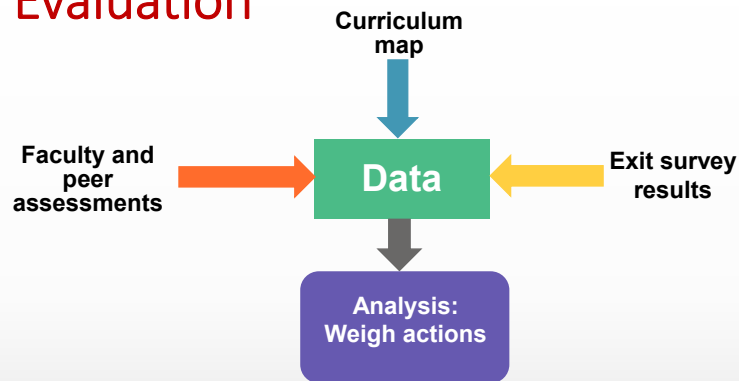 Evaluation
Curriculum
map
Faculty and
peer
assessments
Data
Exit survey
results
Analysis:
Weigh actions